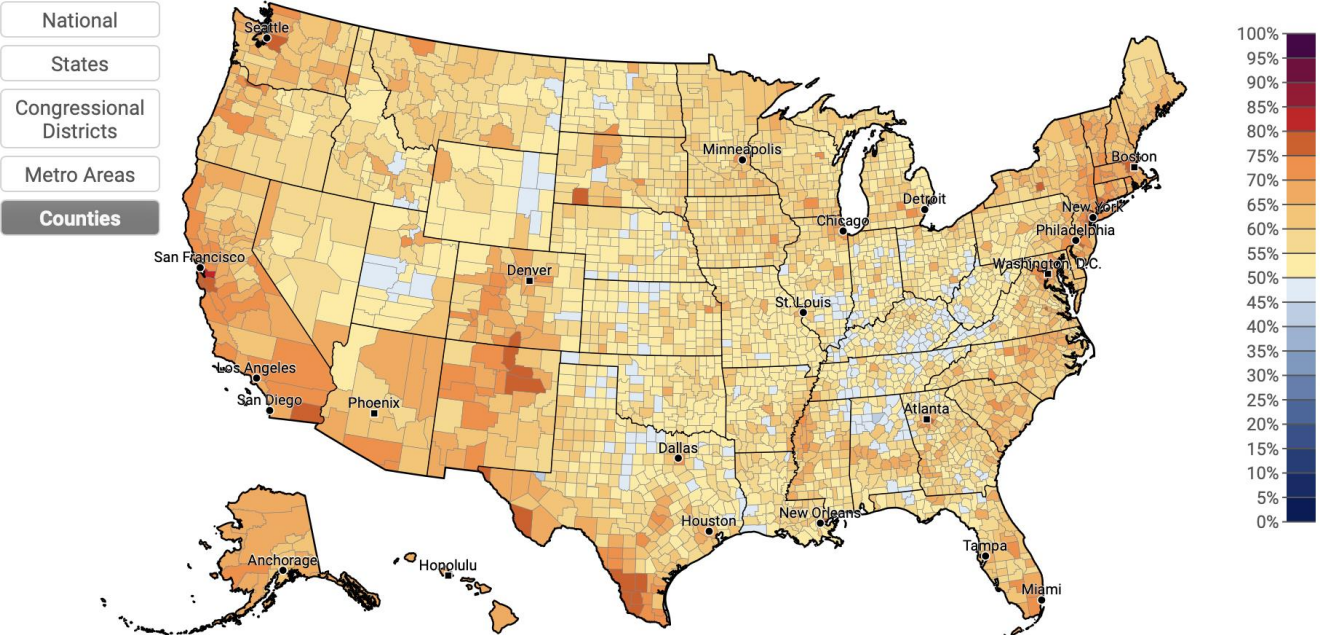 National
States
Congressional
Districts
Metro Areas
Counties
Seattle
Minneapolis
Boston
Detroit
New York
Chicago
Philadelphia
San Francisco
Denver
Washington, D.C.
St. Louis
Los Angeles
San Diego
Phoenix
Atlanta
Dallas
Houston
New Orleans
Tampa
Anchorage
Honolulu
Miami
100%
95%
90%
85%
80%
75%
70%
65%
60%
55%
50%
45%
40%
35%
30%
25%
20%
15%
10%
5%
0%